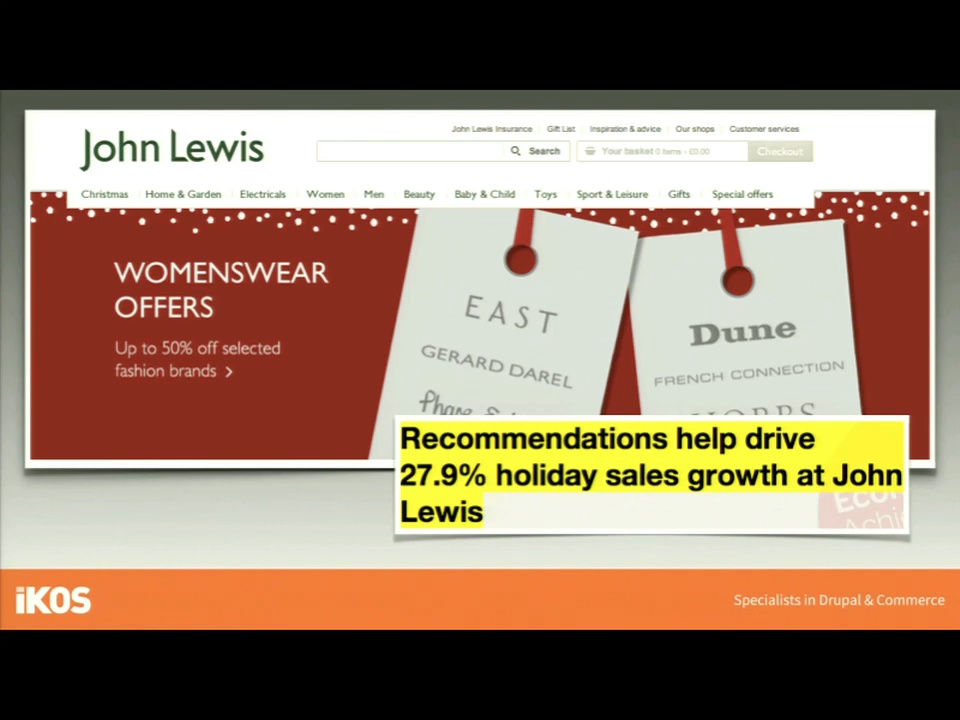 John Lewis
John Lewis Insurance Gift List Inspiration & advice Our shops Customer services
Search Your basket 0 items - £0.00 Checkout
Christmas Home & Garden Electricals Women Men Beauty Baby & Child Toys Sport & Leisure Gifts Special offers
WOMENSWEAR
OFFERS
Up to 50% off selected
fashion brands
EAST
GERARD DAREL
Dune
FRENCH CONNECTION
Recommendations help drive
27.9% holiday sales growth at John
Lewis
iKOS
Specialists in Drupal & Commerce